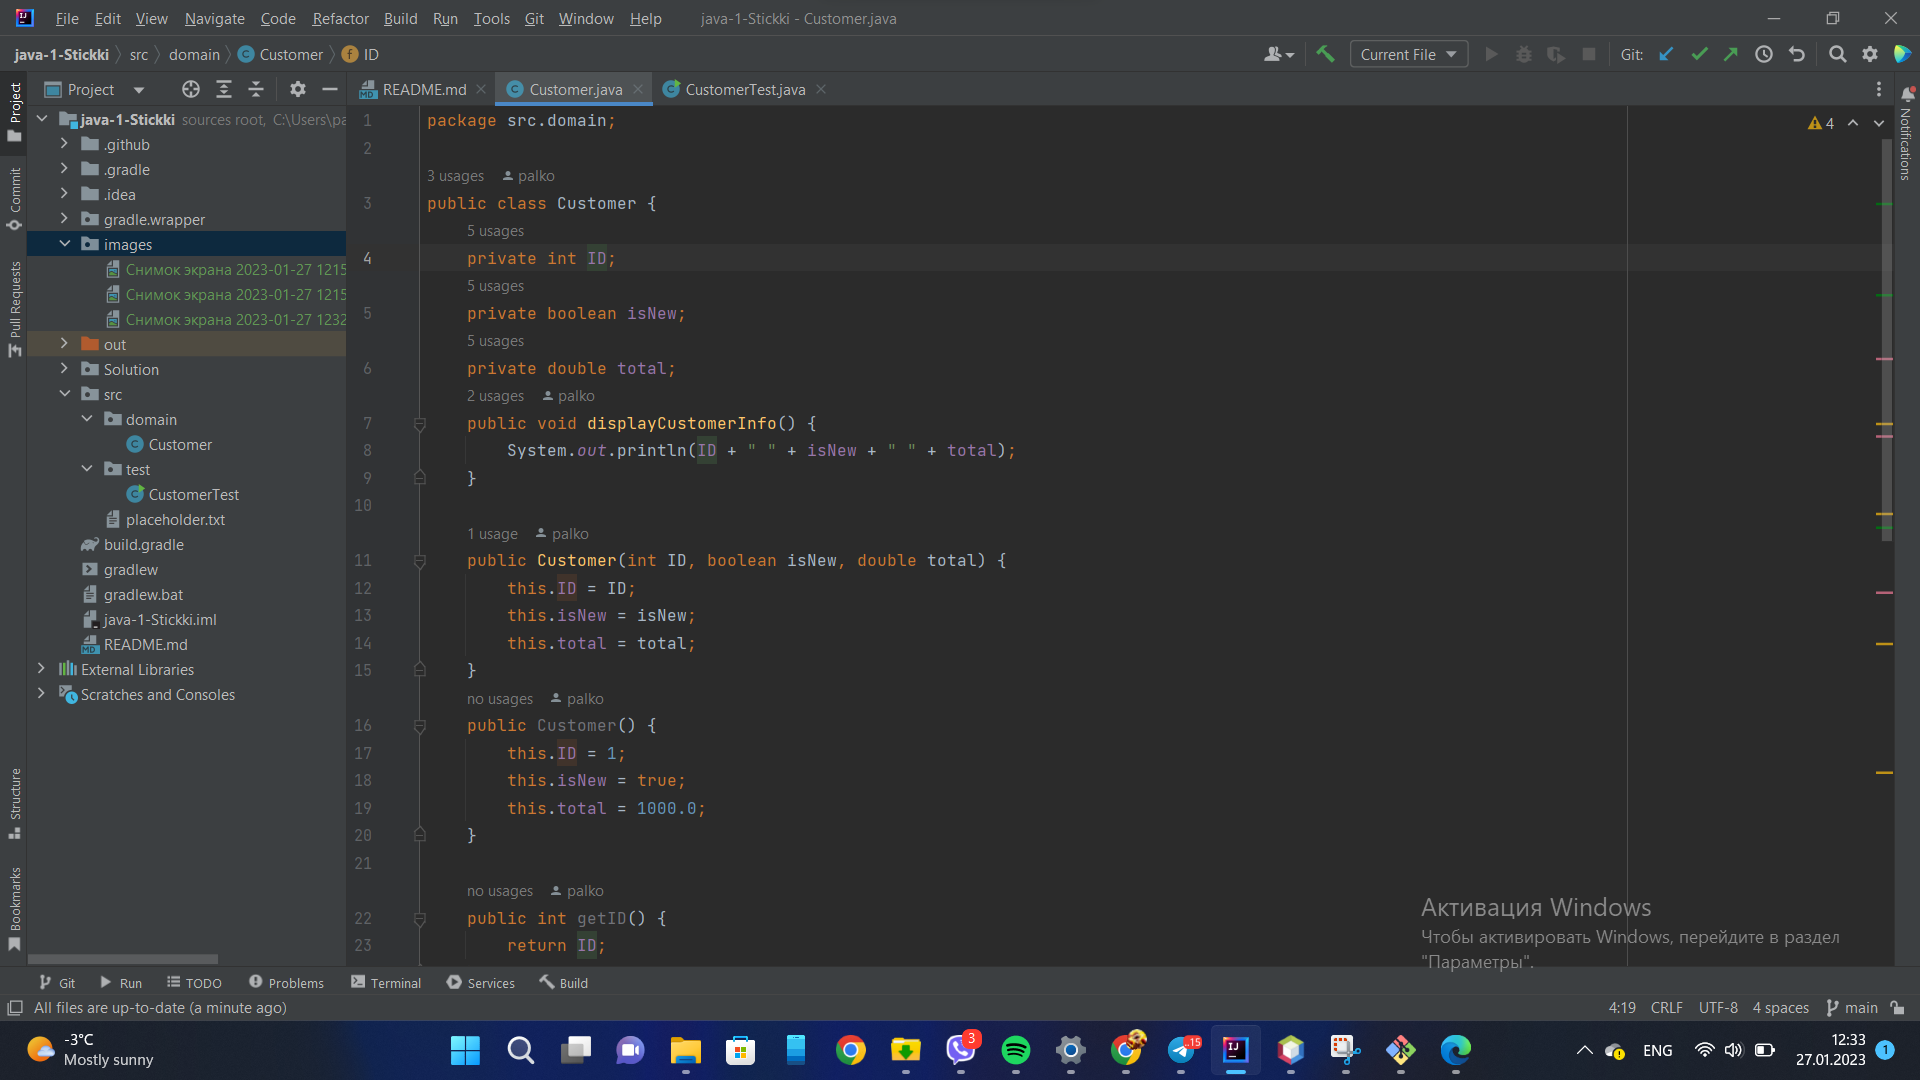 File Edit View Navigate Code Refactor Build Run Tools Git Window Help java-1-Stickki - Customer.java
java-1-Stickki src domain Customer ID
Current File Git:
Project
README.md Customer.java CustomerTest.java
java-1-Stickki sources root, C:\Users\pa
.github
.gradle
.idea
gradle.wrapper
images
Снимок экрана 2023-01-27 1215
Снимок экрана 2023-01-27 1215
Снимок экрана 2023-01-27 1232
out
Solution
src
domain
Customer
test
CustomerTest
placeholder.txt
build.gradle
gradlew
gradlew.bat
java-1-Stickki.iml
README.md
External Libraries
Scratches and Consoles
Project
Commit
Pull Requests
Structure
Bookmarks
1 package src.domain;
2
3 usages palko
3 public class Customer {
5 usages
4 private int ID;
5 usages
5 private boolean isNew;
5 usages
6 private double total;
2 usages palko
7 public void displayCustomerInfo() {
8 System.out.println(ID + " " + isNew + " " + total);
9 }
10
1 usage palko
11 public Customer(int ID, boolean isNew, double total) {
12 this.ID = ID;
13 this.isNew = isNew;
14 this.total = total;
15 }
no usages palko
16 public Customer() {
17 this.ID = 1;
18 this.isNew = true;
19 this.total = 1000.0;
20 }
21
no usages palko
22 public int getID() {
23 return ID;
4
Notifications
Активация Windows
Чтобы активировать Windows, перейдите в раздел
"Параметры".
Git Run TODO Problems Terminal Services Build
All files are up-to-date (a minute ago)
4:19 CRLF UTF-8 4 spaces main
-3°C
Mostly sunny
3
15
ENG
12:33
27.01.2023
1